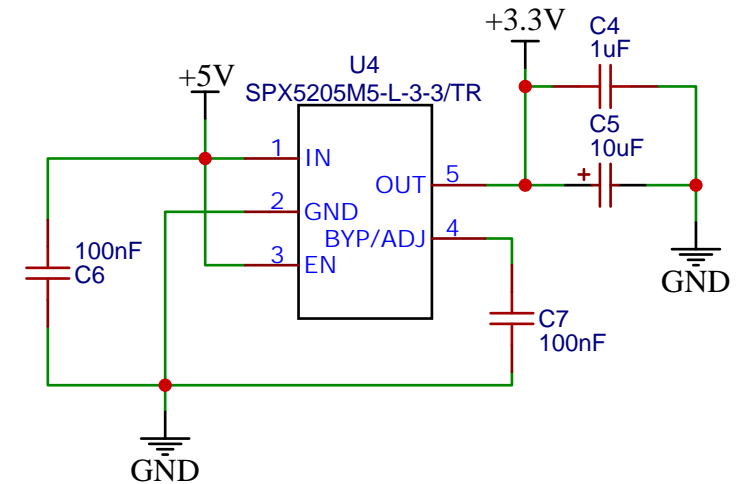 +3.3V
C4
1uF
U4
+5V
SPX5205M5-L-3-3/TR
C5
10uF
1
IN
OUT
5
2
GND
BYP/ADJ
4
3
EN
100nF
C6
GND
C7
100nF
GND
+